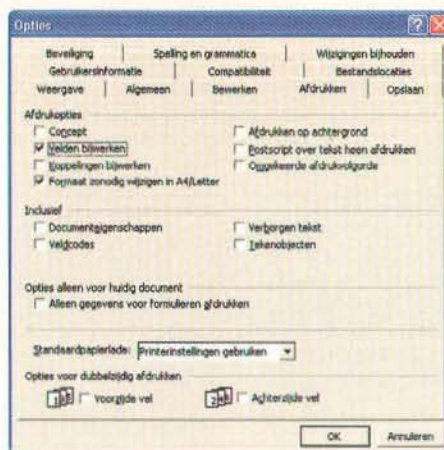 Opties
Beveiliging Spelling en grammatica Wijzigingen bijhouden
Gebruikersinformatie Compatibiliteit Bestandslocaties
Weergave Algemeen Bewerken Afdrukken Opslaan
Afdrukopties
Concept Afdrukken op achtergrond
Velden bijwerken Postscript over tekst heen afdrukken
Koppelingen bijwerken Omgekeerde afdrukvolgorde
Formaat zonodig wijzigen in A4/Letter
Inclusief
Documenteigenschappen Verborgen tekst
Veldcodes Tekenobjecten
Opties alleen voor huidig document
Alleen gegevens voor formulieren afdrukken
Standaardpapierlade: Printerinstellingen gebruiken
Opties voor dubbelzijdig afdrukken
Voorzijde vel Achterzijde vel
OK Annuleren